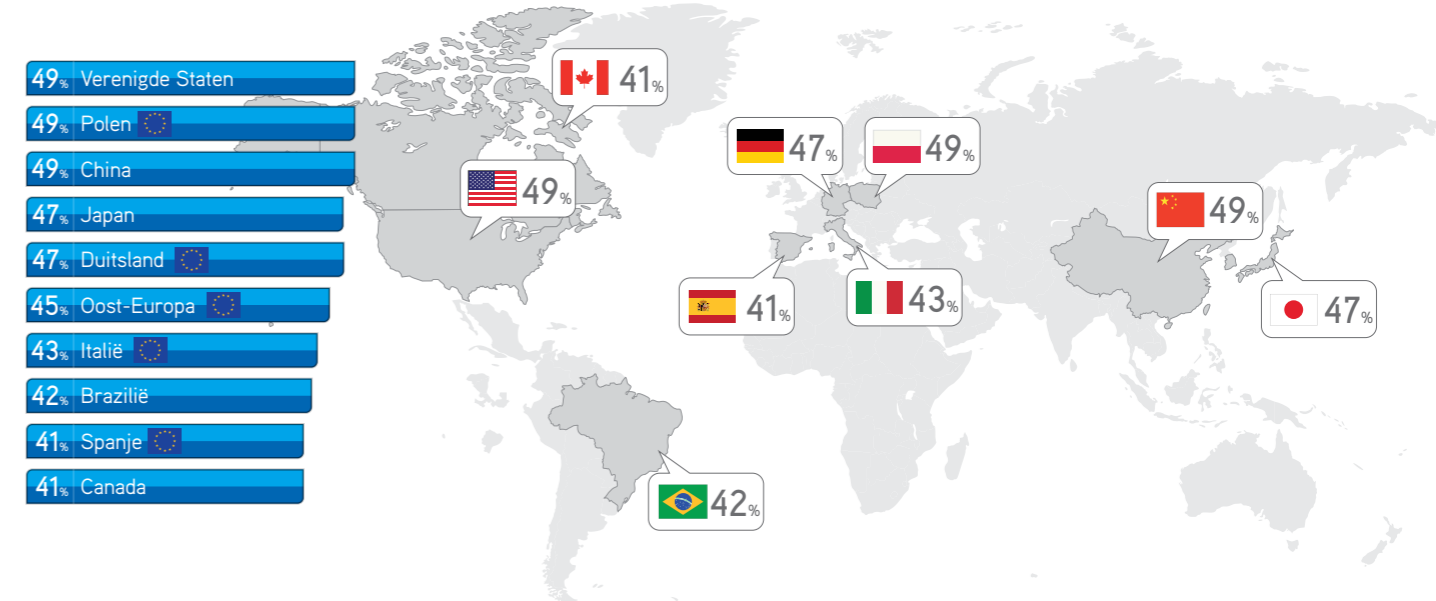 49% Verenigde Staten
49% Polen
49% China
47% Japan
47% Duitsland
45% Oost-Europa
43% Italië
42% Brazilië
41% Spanje
41% Canada
41%
49%
47%
49%
49%
41%
43%
47%
42%